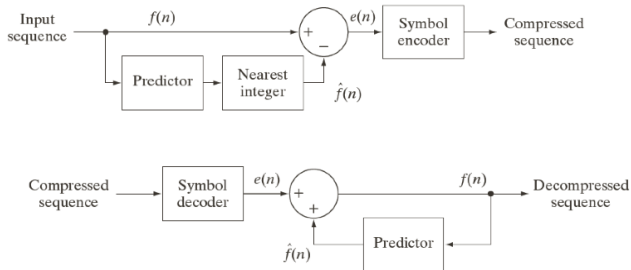 Input
sequence
f(n)
+
−
e(n)
Symbol
encoder
Compressed
sequence
Predictor
Nearest
integer
f̂(n)
Compressed
sequence
Symbol
decoder
e(n)
+
+
f(n)
Decompressed
sequence
Predictor
f̂(n)